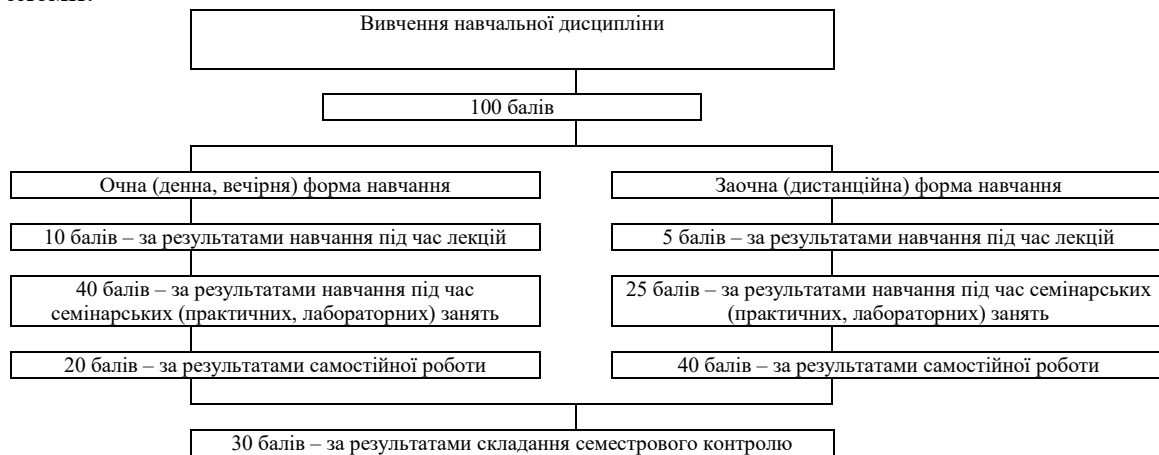 Вивчення навчальної дисципліни
100 балів
Очна (денна, вечірня) форма навчання
Заочна (дистанційна) форма навчання
10 балів – за результатами навчання під час лекцій
5 балів – за результатами навчання під час лекцій
40 балів – за результатами навчання під час
семінарських (практичних, лабораторних) занять
25 балів – за результатами навчання під час семінарських
(практичних, лабораторних) занять
20 балів – за результатами самостійної роботи
40 балів – за результатами самостійної роботи
30 балів – за результатами складання семестрового контролю